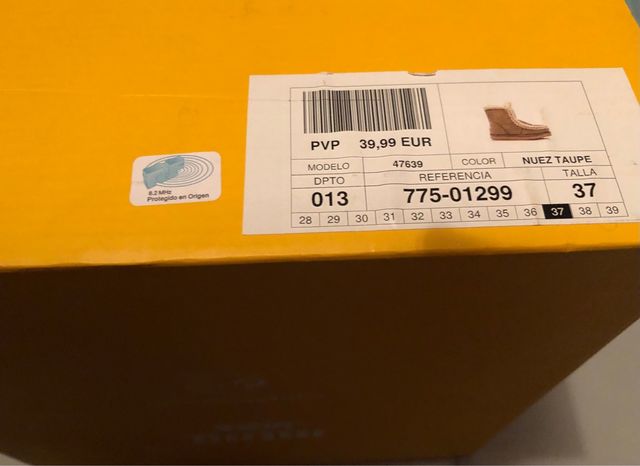 PVP 39,99 EUR
MODELO 47639 COLOR NUEZ TAUPE
DPTO REFERENCIA TALLA
013 775-01299 37
28 29 30 31 32 33 34 35 36 37 38 39
8.2 MHz
Protegido en Origen